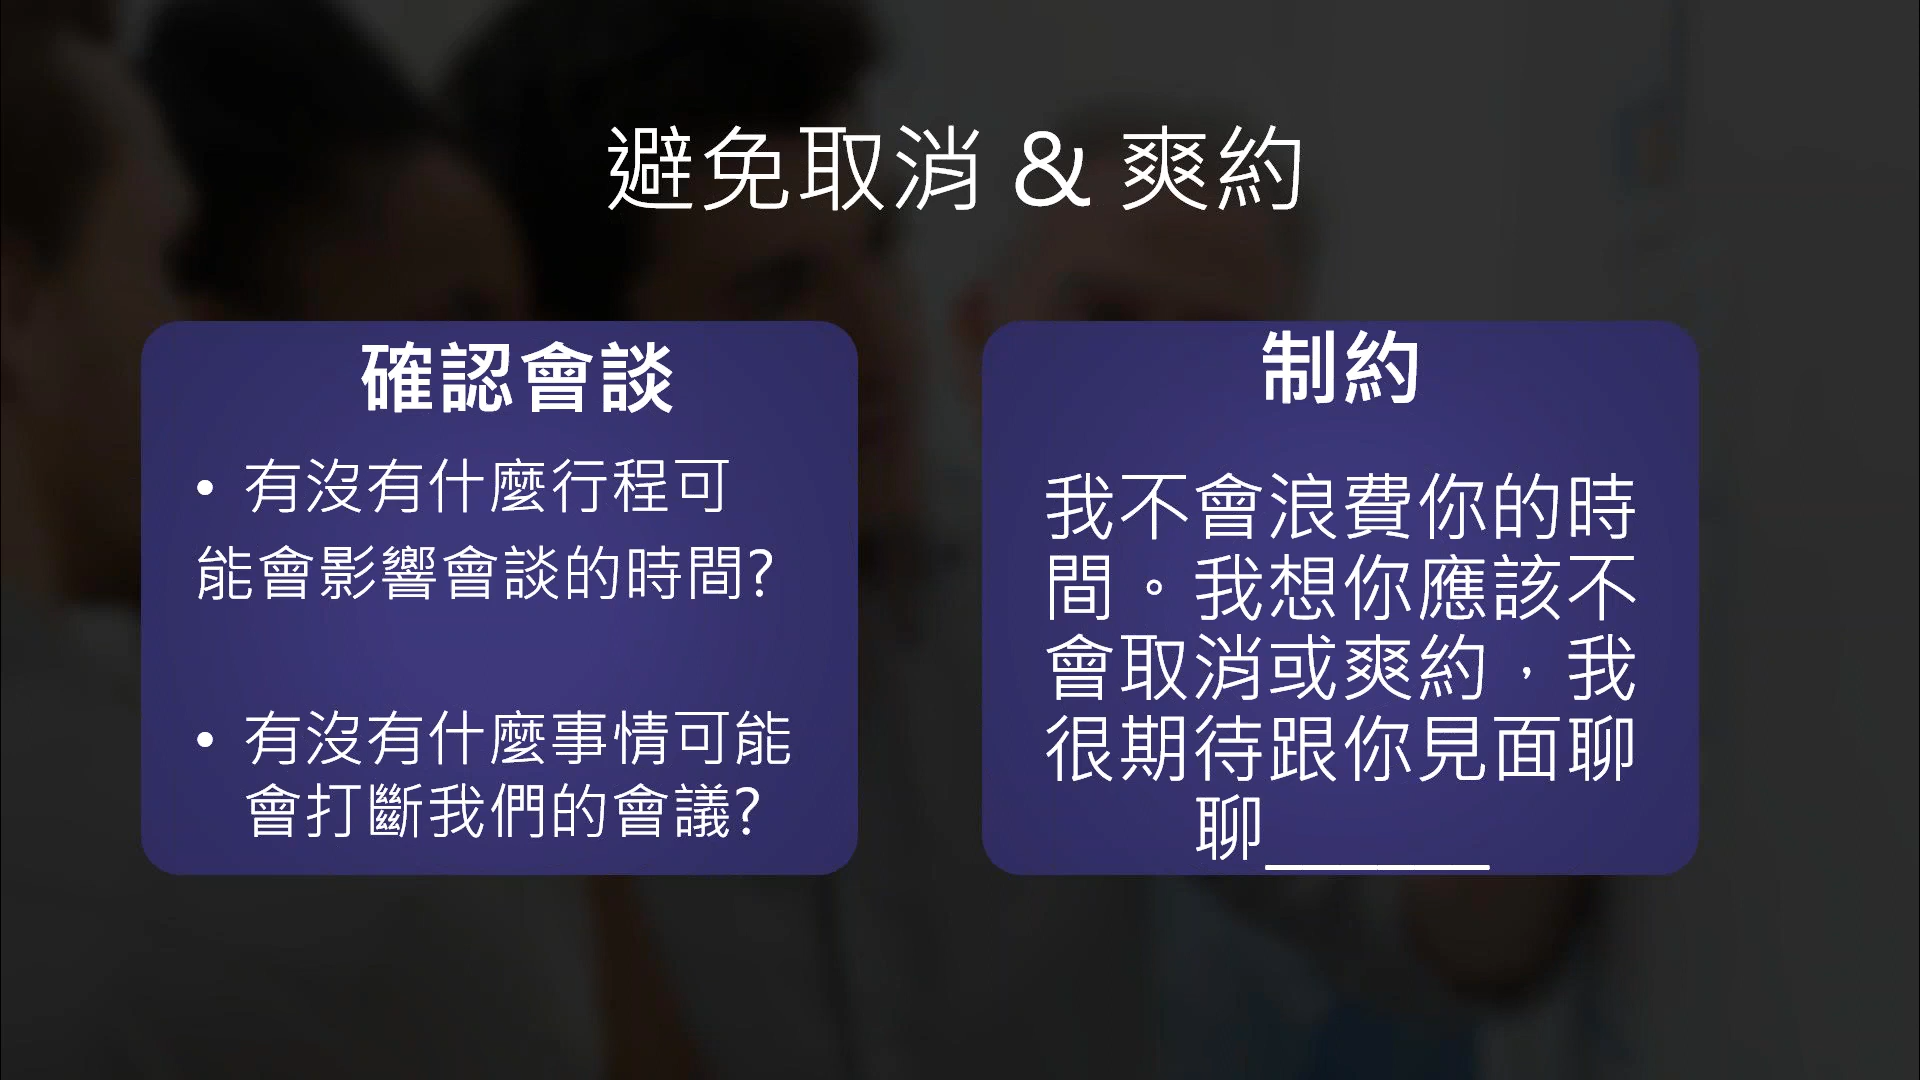 避免取消 & 爽約
確認會談
• 有沒有什麼行程可
能會影響會談的時間?
• 有沒有什麼事情可能
會打斷我們的會議?
制約
我不會浪費你的時
間。我想你應該不
會取消或爽約，我
很期待跟你見面聊
聊______